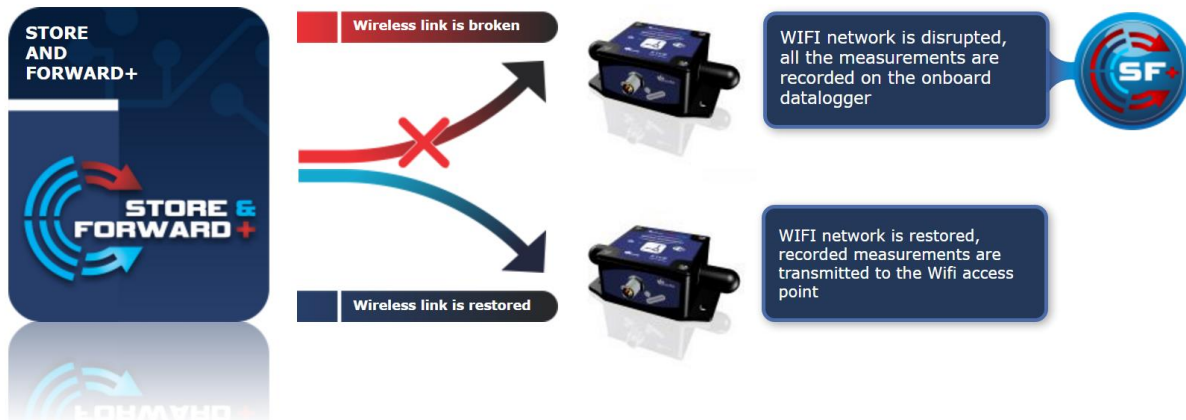 STORE
AND
FORWARD+
STORE &
FORWARD +
Wireless link is broken
WIFI network is disrupted,
all the measurements are
recorded on the onboard
datalogger
SF+
Wireless link is restored
WIFI network is restored,
recorded measurements are
transmitted to the Wifi access
point